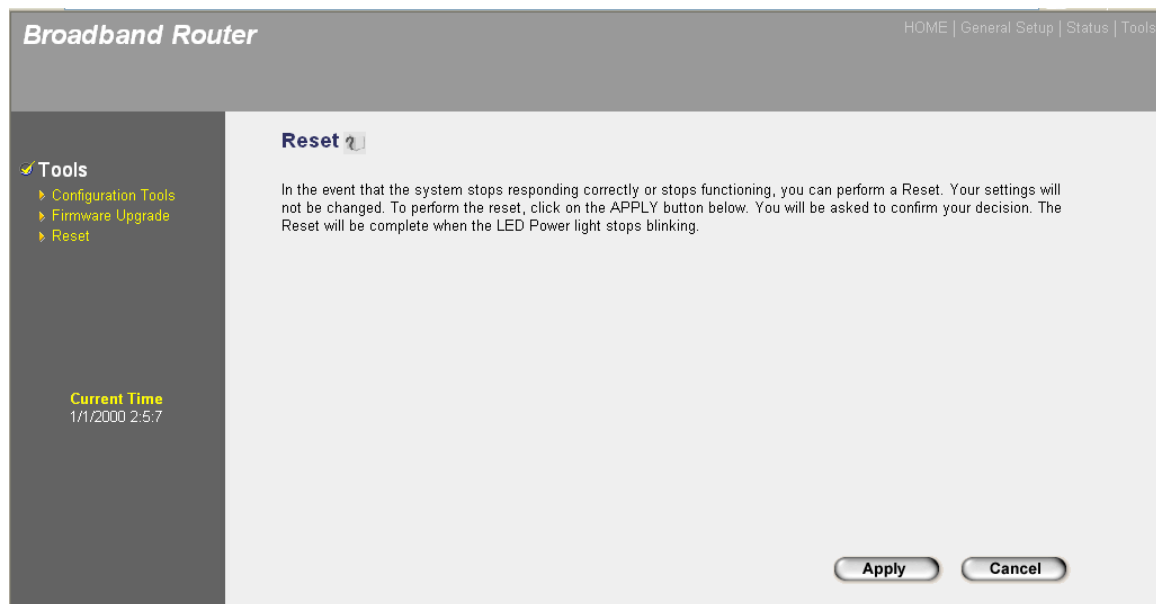 Broadband Router
HOME | General Setup | Status | Tools
Tools
Configuration Tools
Firmware Upgrade
Reset
Current Time
1/1/2000 2:5:7
Reset
In the event that the system stops responding correctly or stops functioning, you can perform a Reset. Your settings will
not be changed. To perform the reset, click on the APPLY button below. You will be asked to confirm your decision. The
Reset will be complete when the LED Power light stops blinking.
Apply
Cancel